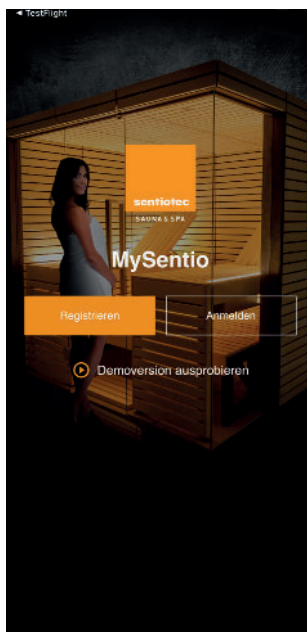 ◀ TestFlight
sentiotec
SAUNA & SPA
MySentio
Registrieren
Anmelden
Demoversion ausprobieren